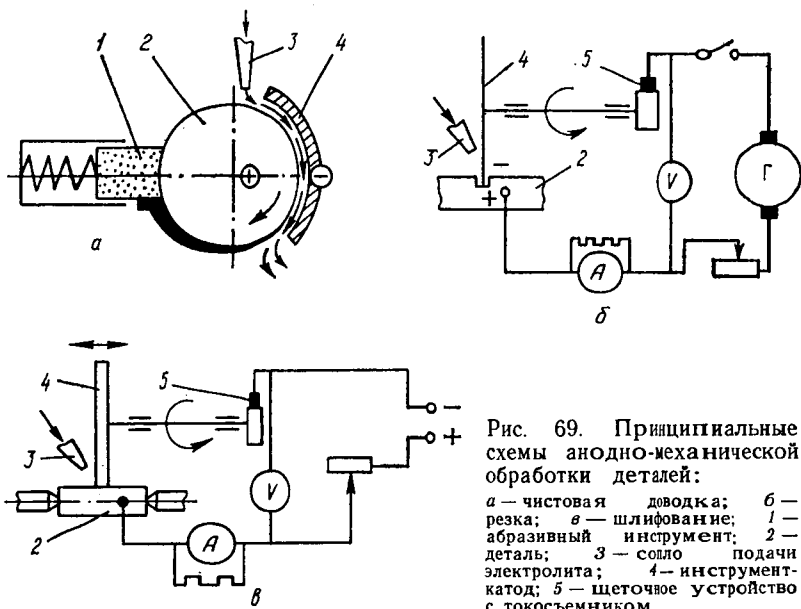 1 2 3 4
+
−
а
4 5
3
−
2
+
V
Г
А
б
4 5
3
−
+
V
2
А
в
Рис. 69. Принципиальные
схемы анодно-механической
обработки деталей:
а — чистовая доводка; б —
резка; в — шлифование; 1 —
абразивный инструмент; 2 —
деталь; 3 — сопло подачи
электролита; 4 — инструмент-
катод; 5 — щеточное устройство
с токосъемником